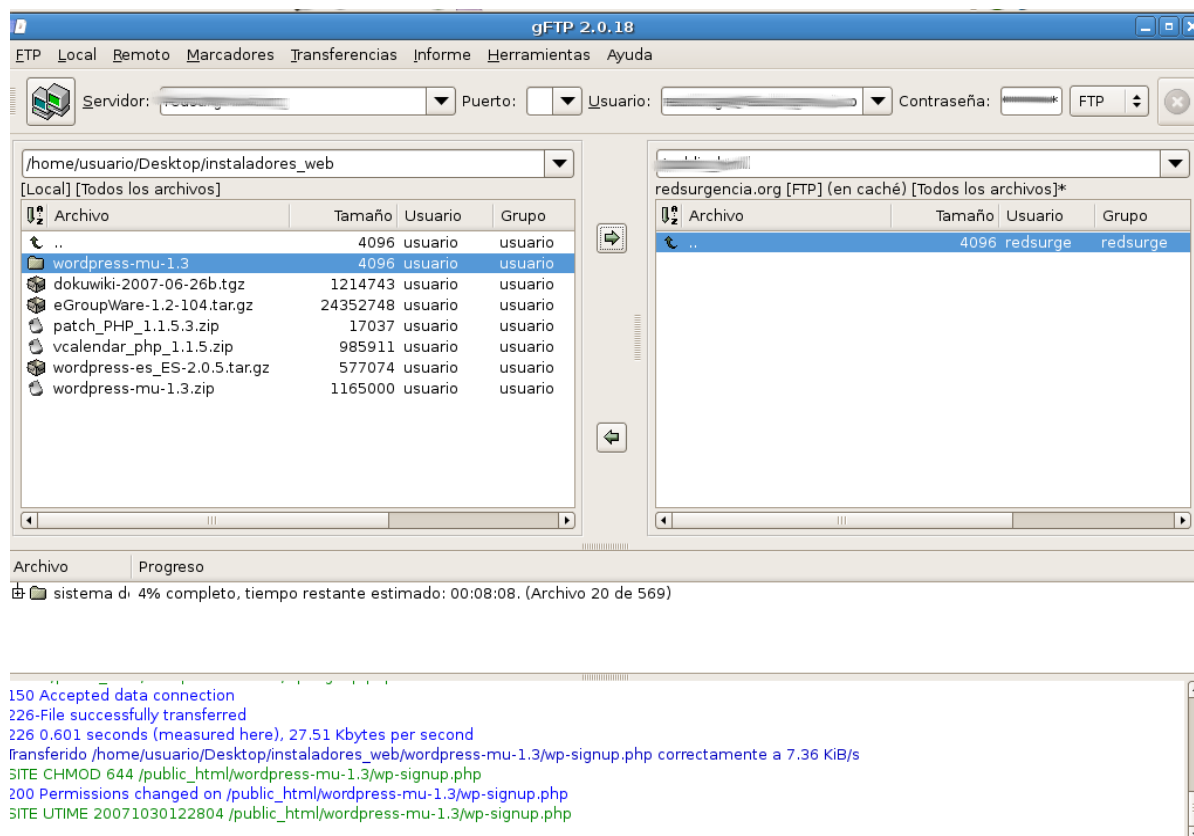 gFTP 2.0.18
FTP Local Remoto Marcadores Transferencias Informe Herramientas Ayuda
Servidor: Puerto: Usuario: Contraseña: FTP
/home/usuario/Desktop/instaladores_web
[Local] [Todos los archivos]
Archivo Tamaño Usuario Grupo
.. 4096 usuario usuario
wordpress-mu-1.3 4096 usuario usuario
dokuwiki-2007-06-26b.tgz 1214743 usuario usuario
eGroupWare-1.2-104.tar.gz 24352748 usuario usuario
patch_PHP_1.1.5.3.zip 17037 usuario usuario
vcalendar_php_1.1.5.zip 985911 usuario usuario
wordpress-es_ES-2.0.5.tar.gz 577074 usuario usuario
wordpress-mu-1.3.zip 1165000 usuario usuario
redsurgencia.org [FTP] (en caché) [Todos los archivos]*
Archivo Tamaño Usuario Grupo
.. 4096 redsurge redsurge
Archivo Progreso
sistema d 4% completo, tiempo restante estimado: 00:08:08. (Archivo 20 de 569)
150 Accepted data connection
226-File successfully transferred
226 0.601 seconds (measured here), 27.51 Kbytes per second
Transferido /home/usuario/Desktop/instaladores_web/wordpress-mu-1.3/wp-signup.php correctamente a 7.36 KiB/s
SITE CHMOD 644 /public_html/wordpress-mu-1.3/wp-signup.php
200 Permissions changed on /public_html/wordpress-mu-1.3/wp-signup.php
SITE UTIME 20071030122804 /public_html/wordpress-mu-1.3/wp-signup.php